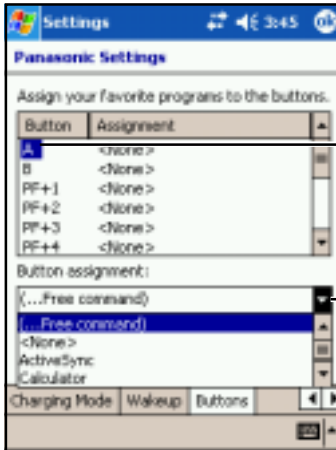 Settings 3:45 ok
Panasonic Settings
Assign your favorite programs to the buttons.
Button Assignment
A <None>
B <None>
PF+1 <None>
PF+2 <None>
PF+3 <None>
PF+4 <None>
Button assignment:
(...Free command)
(...Free command)
<None>
ActiveSync
Calculator
Charging Mode Wakeup Buttons